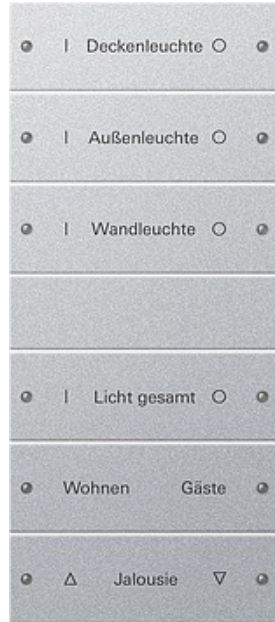 I Deckenleuchte O
I Außenleuchte O
I Wandleuchte O
I Licht gesamt O
Wohnen Gäste
△ Jalousie ▽